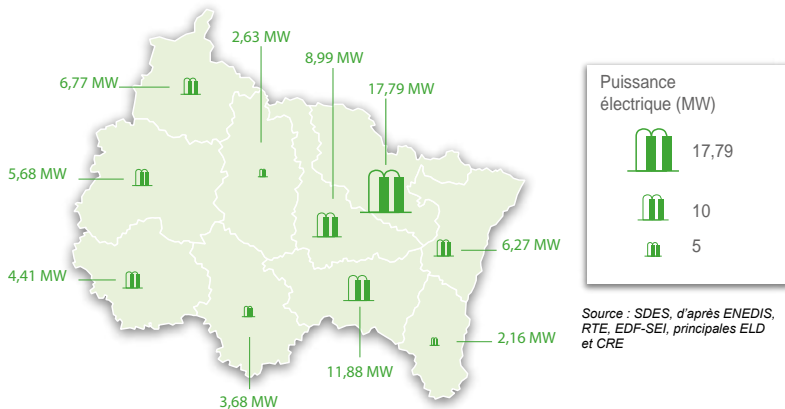 2,63 MW
8,99 MW
6,77 MW
17,79 MW
5,68 MW
6,27 MW
4,41 MW
2,16 MW
11,88 MW
3,68 MW
Puissance
électrique (MW)
17,79
10
5
Source : SDES, d'après ENEDIS,
RTE, EDF-SEI, principales ELD
et CRE